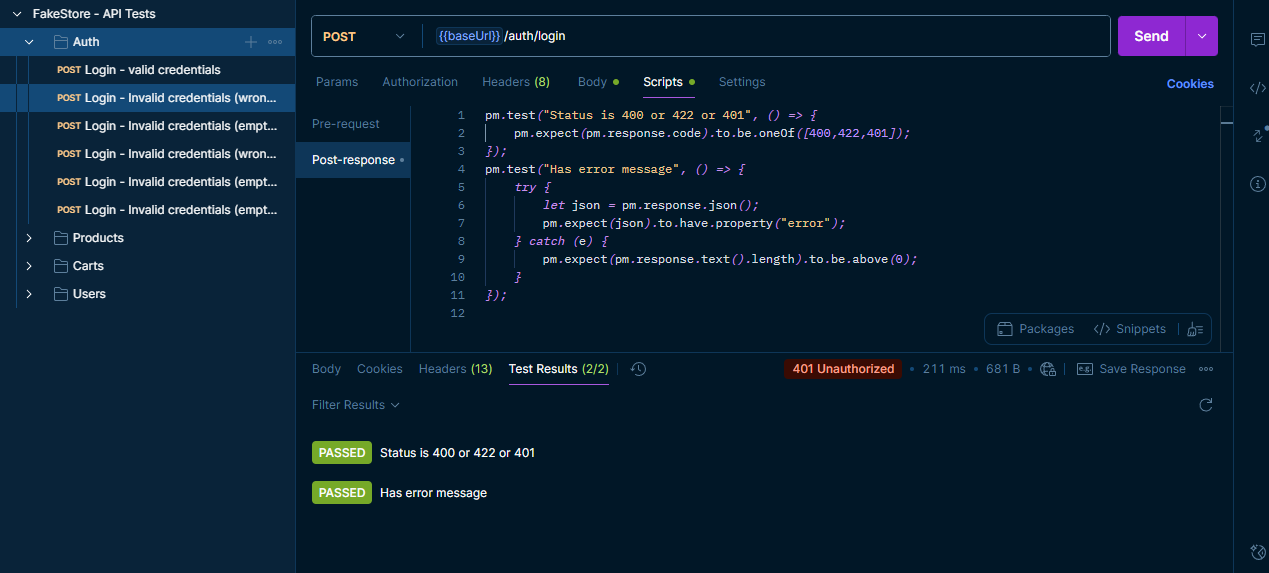 FakeStore - API Tests
Auth
POST Login - valid credentials
POST Login - Invalid credentials (wron...
POST Login - Invalid credentials (empt...
POST Login - Invalid credentials (wron...
POST Login - Invalid credentials (empt...
POST Login - Invalid credentials (empt...
Products
Carts
Users
POST {{baseUrl}}/auth/login Send
Params Authorization Headers (8) Body Scripts Settings Cookies
Pre-request
Post-response
1 pm.test("Status is 400 or 422 or 401", () => {
2 pm.expect(pm.response.code).to.be.oneOf([400,422,401]);
3 });
4 pm.test("Has error message", () => {
5 try {
6 let json = pm.response.json();
7 pm.expect(json).to.have.property("error");
8 } catch (e) {
9 pm.expect(pm.response.text().length).to.be.above(0);
10 }
11 });
12
Packages </> Snippets
Body Cookies Headers (13) Test Results (2/2) 401 Unauthorized • 211 ms • 681 B • Save Response
Filter Results
PASSED Status is 400 or 422 or 401
PASSED Has error message